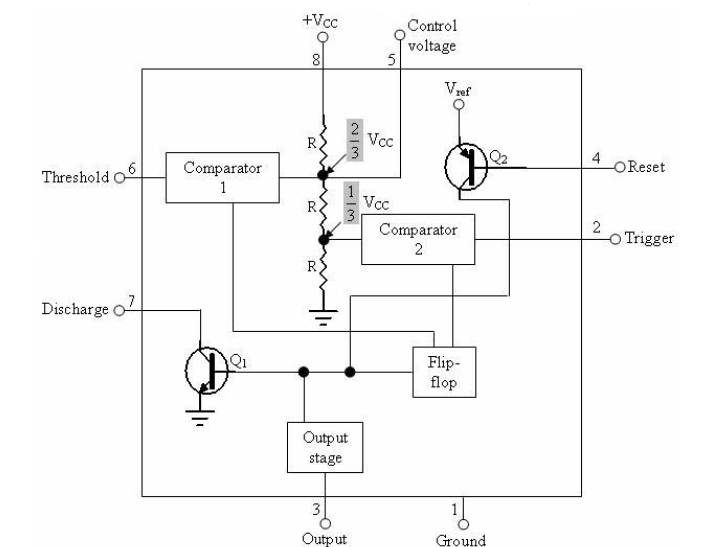 +VCC
Control
voltage
8
5
Vref
R
2
3
VCC
Q2
4
Reset
Threshold
6
Comparator
1
R
1
3
VCC
2
Trigger
Comparator
2
R
Discharge
7
Q1
Flip-
flop
Output
stage
3
1
Output
Ground